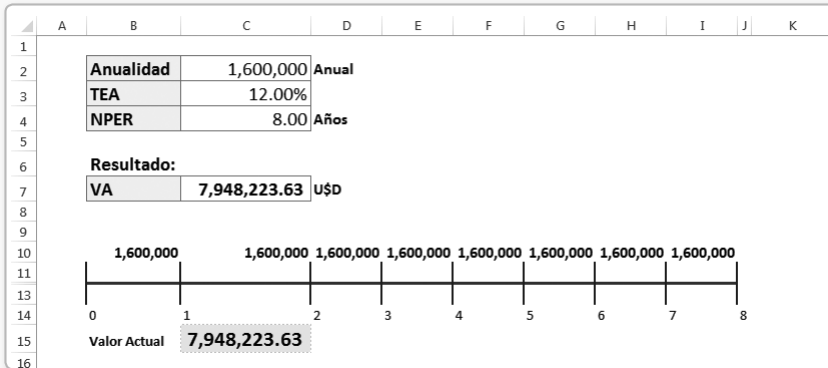 A B C D E F G H I J K
1
2 Anualidad 1,600,000 Anual
3 TEA 12.00%
4 NPER 8.00 Años
5
6 Resultado:
7 VA 7,948,223.63 U$D
8
9
10 1,600,000 1,600,000 1,600,000 1,600,000 1,600,000 1,600,000 1,600,000 1,600,000
11
13
14 0 1 2 3 4 5 6 7 8
15 Valor Actual 7,948,223.63
16